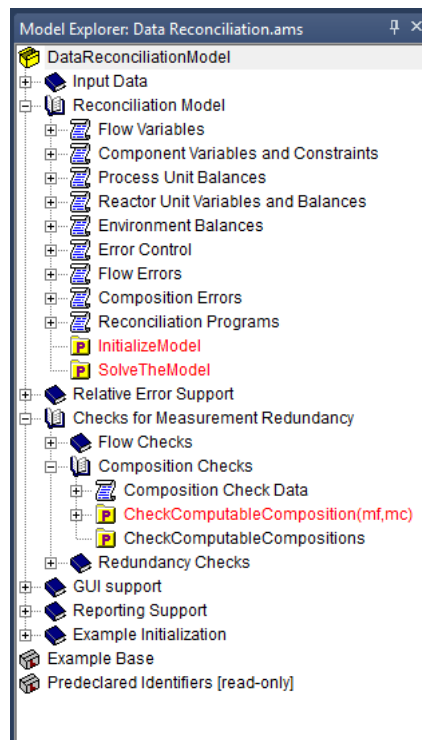 Model Explorer: Data Reconciliation.ams
DataReconciliationModel
Input Data
Reconciliation Model
Flow Variables
Component Variables and Constraints
Process Unit Balances
Reactor Unit Variables and Balances
Environment Balances
Error Control
Flow Errors
Composition Errors
Reconciliation Programs
P InitializeModel
P SolveTheModel
Relative Error Support
Checks for Measurement Redundancy
Flow Checks
Composition Checks
Composition Check Data
P CheckComputableComposition(mf,mc)
P CheckComputableCompositions
Redundancy Checks
GUI support
Reporting Support
Example Initialization
Example Base
Predeclared Identifiers [read-only]